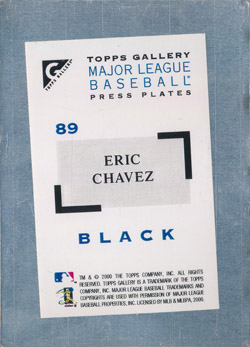 TOPPS GALLERY
MAJOR LEAGUE
BASEBALL
PRESS PLATES
89
ERIC
CHAVEZ
BLACK
TM & © 2000 THE TOPPS COMPANY, INC. ALL RIGHTS
RESERVED. TOPPS GALLERY IS A TRADEMARK OF THE TOPPS
COMPANY, INC. MAJOR LEAGUE BASEBALL TRADEMARKS AND
COPYRIGHTS ARE USED WITH PERMISSION OF MAJOR LEAGUE
BASEBALL PROPERTIES, INC. LICENSED BY MLB & MLBPA, 2000.